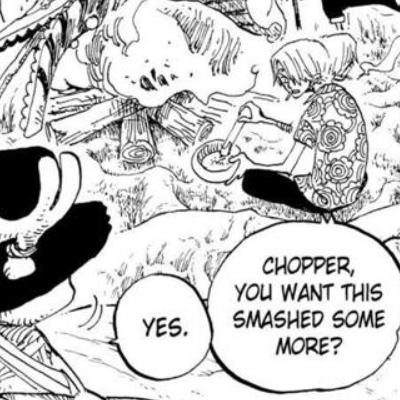 CHOPPER,
YOU WANT THIS
SMASHED SOME
MORE?
YES.